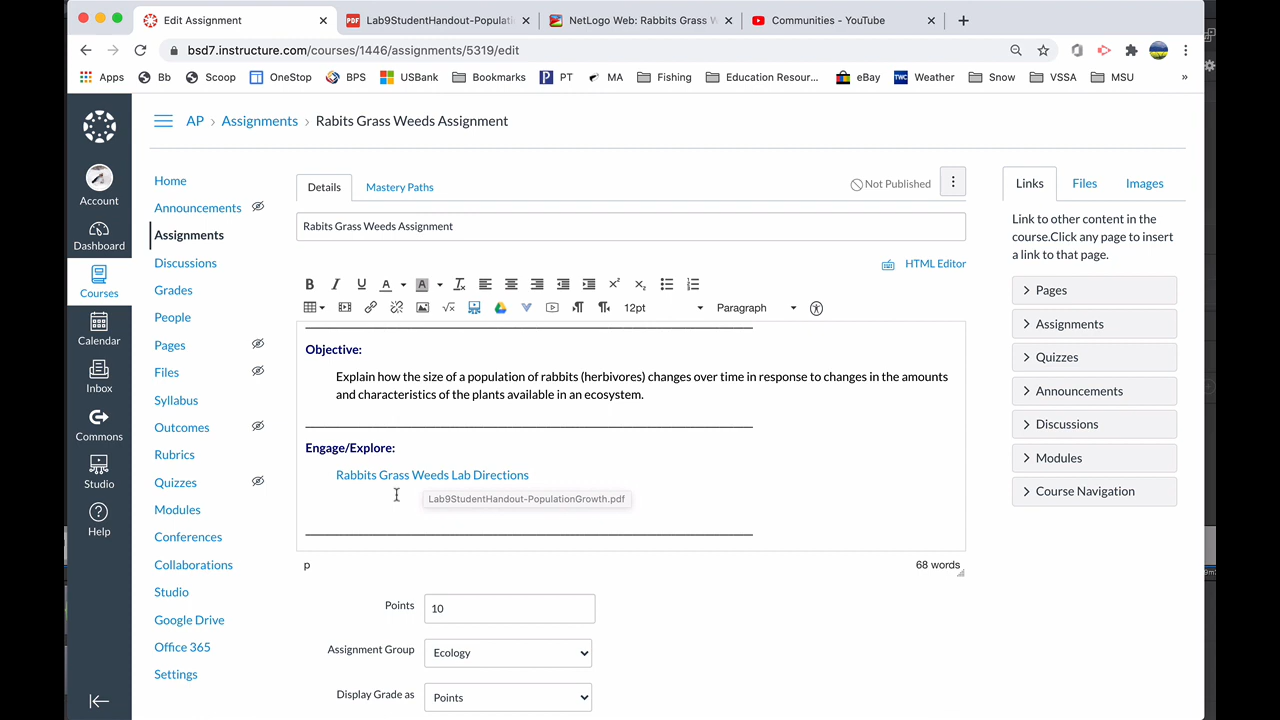 Edit Assignment
Lab9StudentHandout-Populati
NetLogo Web: Rabbits Grass W
Communities - YouTube
bsd7.instructure.com/courses/1446/assignments/5319/edit
Apps Bb Scoop OneStop BPS USBank Bookmarks PT MA Fishing Education Resour... eBay Weather Snow VSSA MSU »
AP > Assignments > Rabits Grass Weeds Assignment
Account
Dashboard
Courses
Calendar
Inbox
Commons
Studio
Help
Home
Announcements
Assignments
Discussions
Grades
People
Pages
Files
Syllabus
Outcomes
Rubrics
Quizzes
Modules
Conferences
Collaborations
Studio
Google Drive
Office 365
Settings
Details Mastery Paths Not Published
Rabits Grass Weeds Assignment
HTML Editor
12pt Paragraph
Objective:
Explain how the size of a population of rabbits (herbivores) changes over time in response to changes in the amounts
and characteristics of the plants available in an ecosystem.
Engage/Explore:
Rabbits Grass Weeds Lab Directions
Lab9StudentHandout-PopulationGrowth.pdf
p 68 words
Points 10
Assignment Group Ecology
Display Grade as Points
Links Files Images
Link to other content in the
course.Click any page to insert
a link to that page.
Pages
Assignments
Quizzes
Announcements
Discussions
Modules
Course Navigation